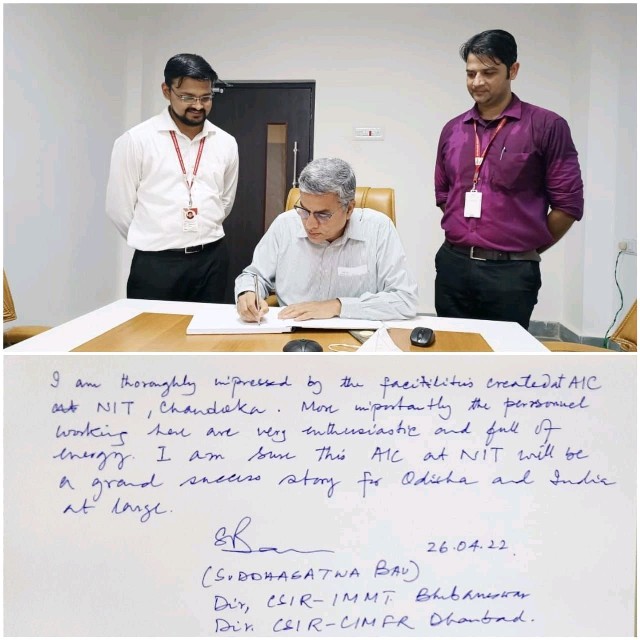 I am thoroughly impressed by the facitilities created at AIC
at NIT, Chandoka. More importantly the personnel
working here are very enthusiastic and full of
energy. I am sure this AIC at NIT will be
a grand success story for Odisha and India
at large.
26.04.22.
(SUDDHASATWA BASU)
Dir, CSIR-IMMT Bhubaneswar
Dir. CSIR-CIMFR Dhanbad.